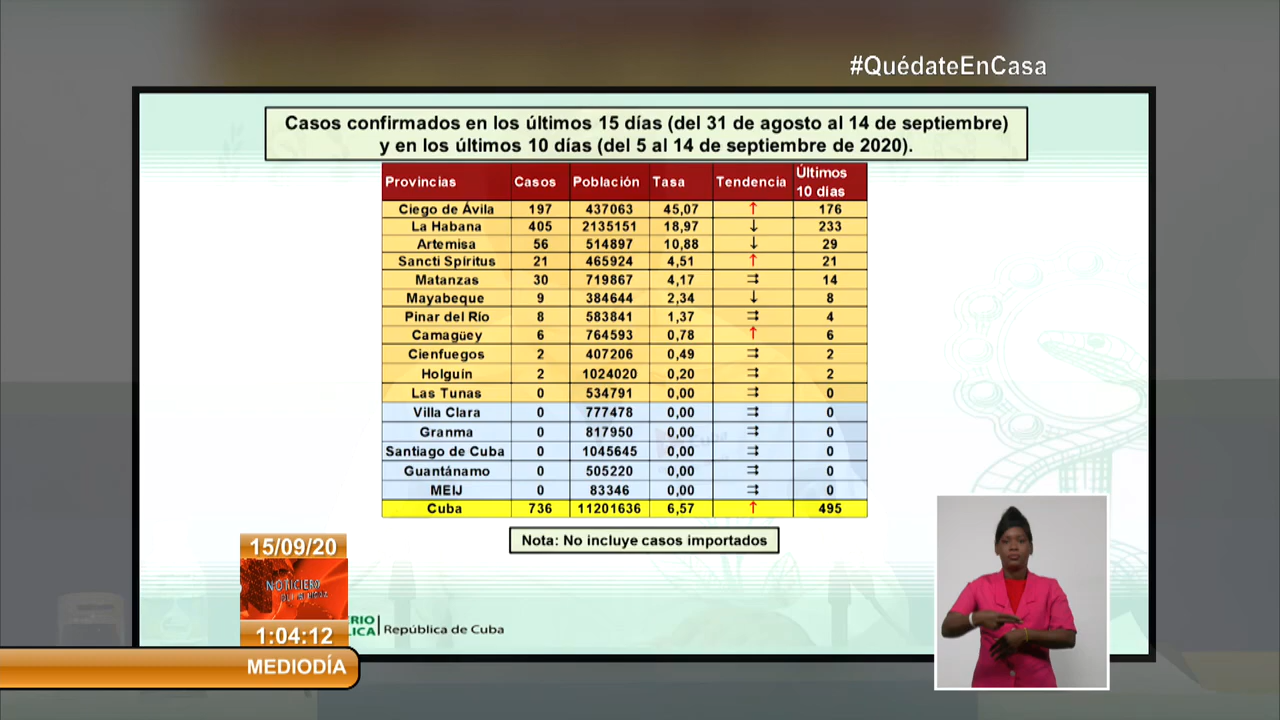 #QuédateEnCasa
Casos confirmados en los últimos 15 días (del 31 de agosto al 14 de septiembre)
y en los últimos 10 días (del 5 al 14 de septiembre de 2020).
Provincias Casos Población Tasa Tendencia Últimos 10 días
Ciego de Ávila 197 437063 45,07 ↑ 176
La Habana 405 2135151 18,97 ↓ 233
Artemisa 56 514897 10,88 ↓ 29
Sancti Spíritus 21 465924 4,51 ↑ 21
Matanzas 30 719867 4,17 ⇉ 14
Mayabeque 9 384644 2,34 ↓ 8
Pinar del Río 8 583841 1,37 ⇉ 4
Camagüey 6 764593 0,78 ↑ 6
Cienfuegos 2 407206 0,49 ⇉ 2
Holguín 2 1024020 0,20 ⇉ 2
Las Tunas 0 534791 0,00 ⇉ 0
Villa Clara 0 777478 0,00 ⇉ 0
Granma 0 817950 0,00 ⇉ 0
Santiago de Cuba 0 1045645 0,00 ⇉ 0
Guantánamo 0 505220 0,00 ⇉ 0
MEIJ 0 83346 0,00 ⇉ 0
Cuba 736 11201636 6,57 ↑ 495
Nota: No incluye casos importados
15/09/20
NOTICIERO
1:04:12
RIO
LICA
República de Cuba
MEDIODÍA